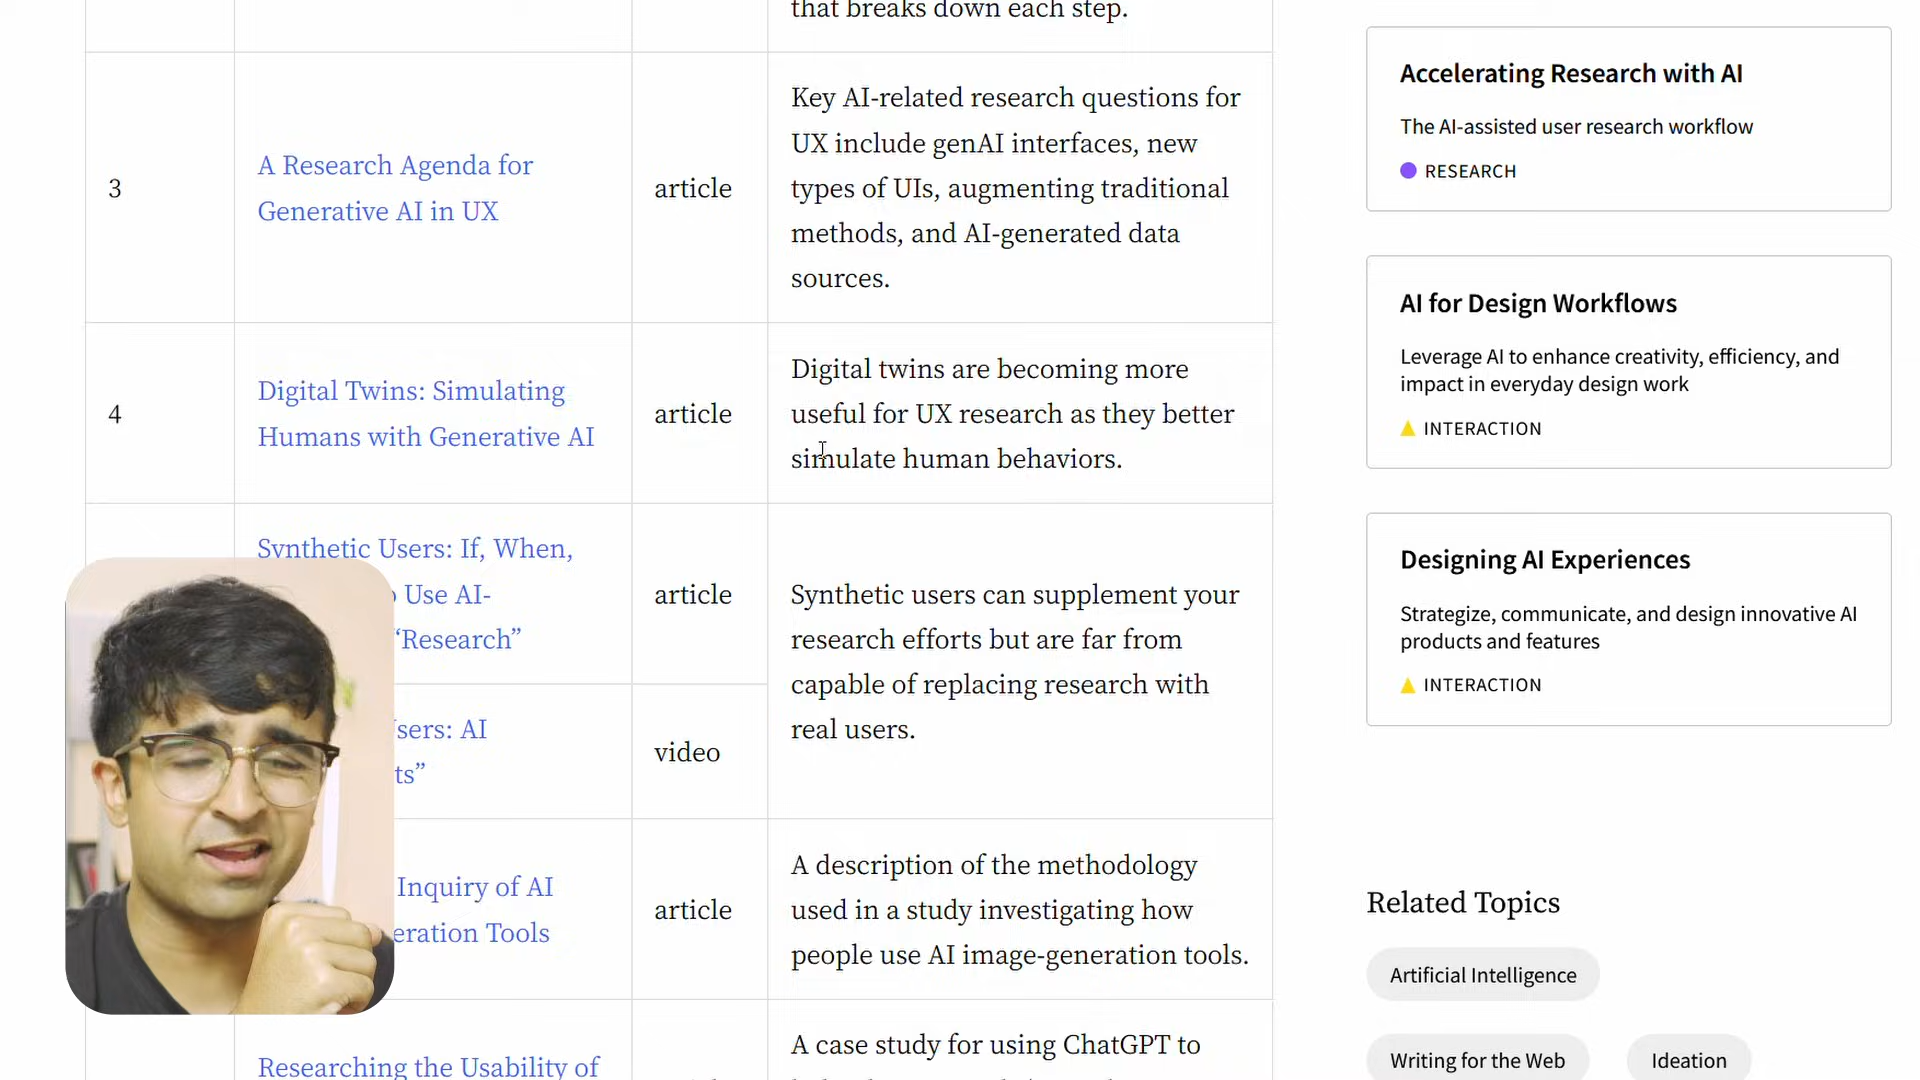 that breaks down each step.
3
A Research Agenda for
Generative AI in UX
article
Key AI-related research questions for
UX include genAI interfaces, new
types of UIs, augmenting traditional
methods, and AI-generated data
sources.
4
Digital Twins: Simulating
Humans with Generative AI
article
Digital twins are becoming more
useful for UX research as they better
simulate human behaviors.
Synthetic Users: If, When,
Use AI-
“Research”
article
Synthetic users can supplement your
research efforts but are far from
capable of replacing research with
real users.
sers: AI
ts”
video
Inquiry of AI
eration Tools
article
A description of the methodology
used in a study investigating how
people use AI image-generation tools.
Researching the Usability of
A case study for using ChatGPT to
Accelerating Research with AI
The AI-assisted user research workflow
RESEARCH
AI for Design Workflows
Leverage AI to enhance creativity, efficiency, and
impact in everyday design work
INTERACTION
Designing AI Experiences
Strategize, communicate, and design innovative AI
products and features
INTERACTION
Related Topics
Artificial Intelligence
Writing for the Web
Ideation